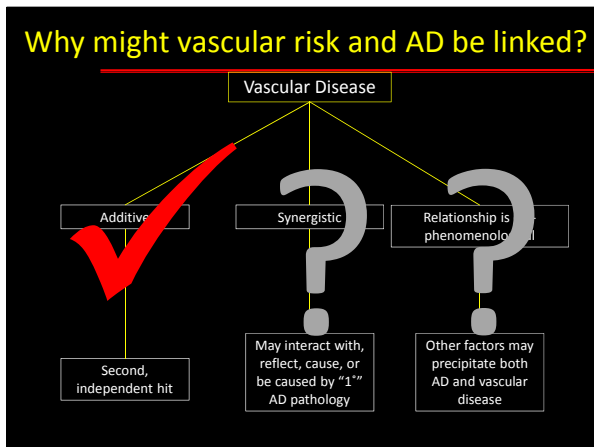 Why might vascular risk and AD be linked?
Vascular Disease
Additive
Synergistic
Relationship is
May interact with,
reflect, cause, or
be caused by “1˚”
AD pathology
Other factors may
precipitate both
AD and vascular
disease
Second,
independent hit